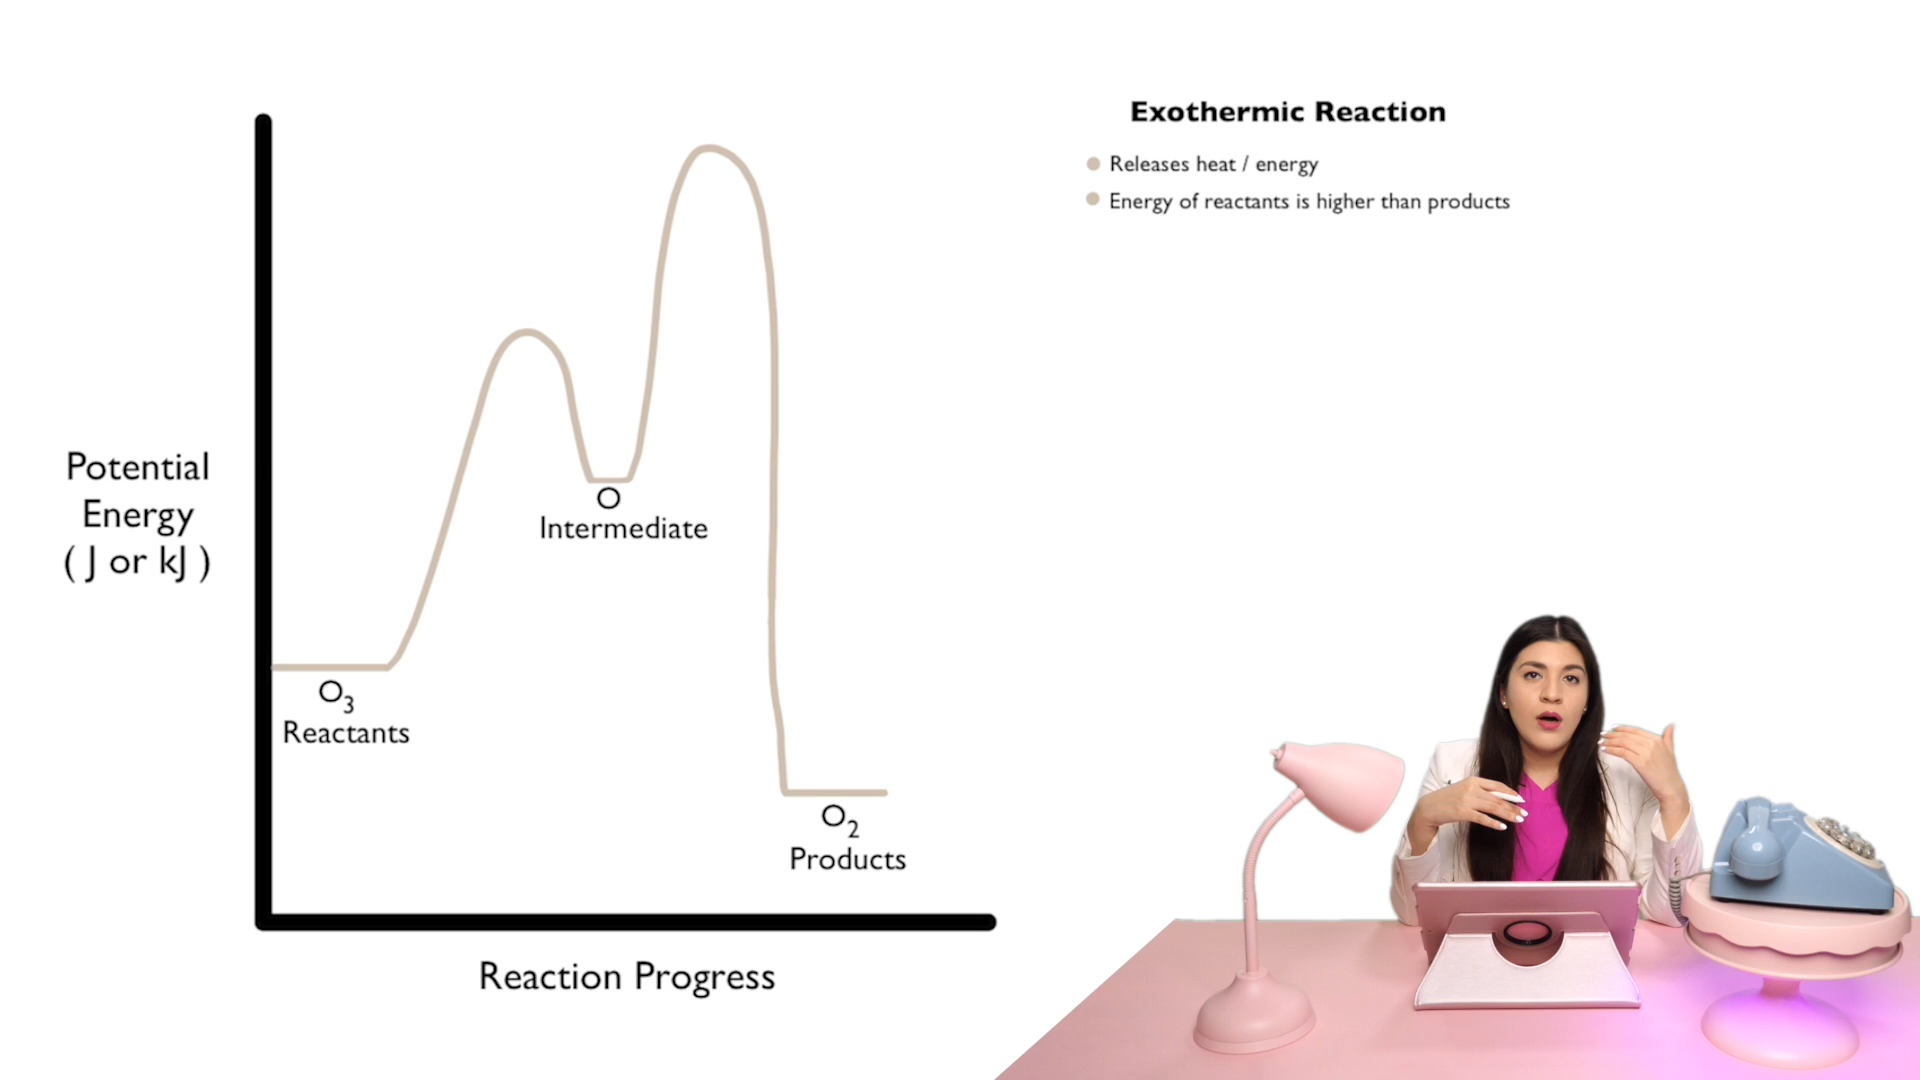 Exothermic Reaction
Releases heat / energy
Energy of reactants is higher than products
Potential
Energy
( J or kJ )
O
Intermediate
O₃
Reactants
O₂
Products
Reaction Progress